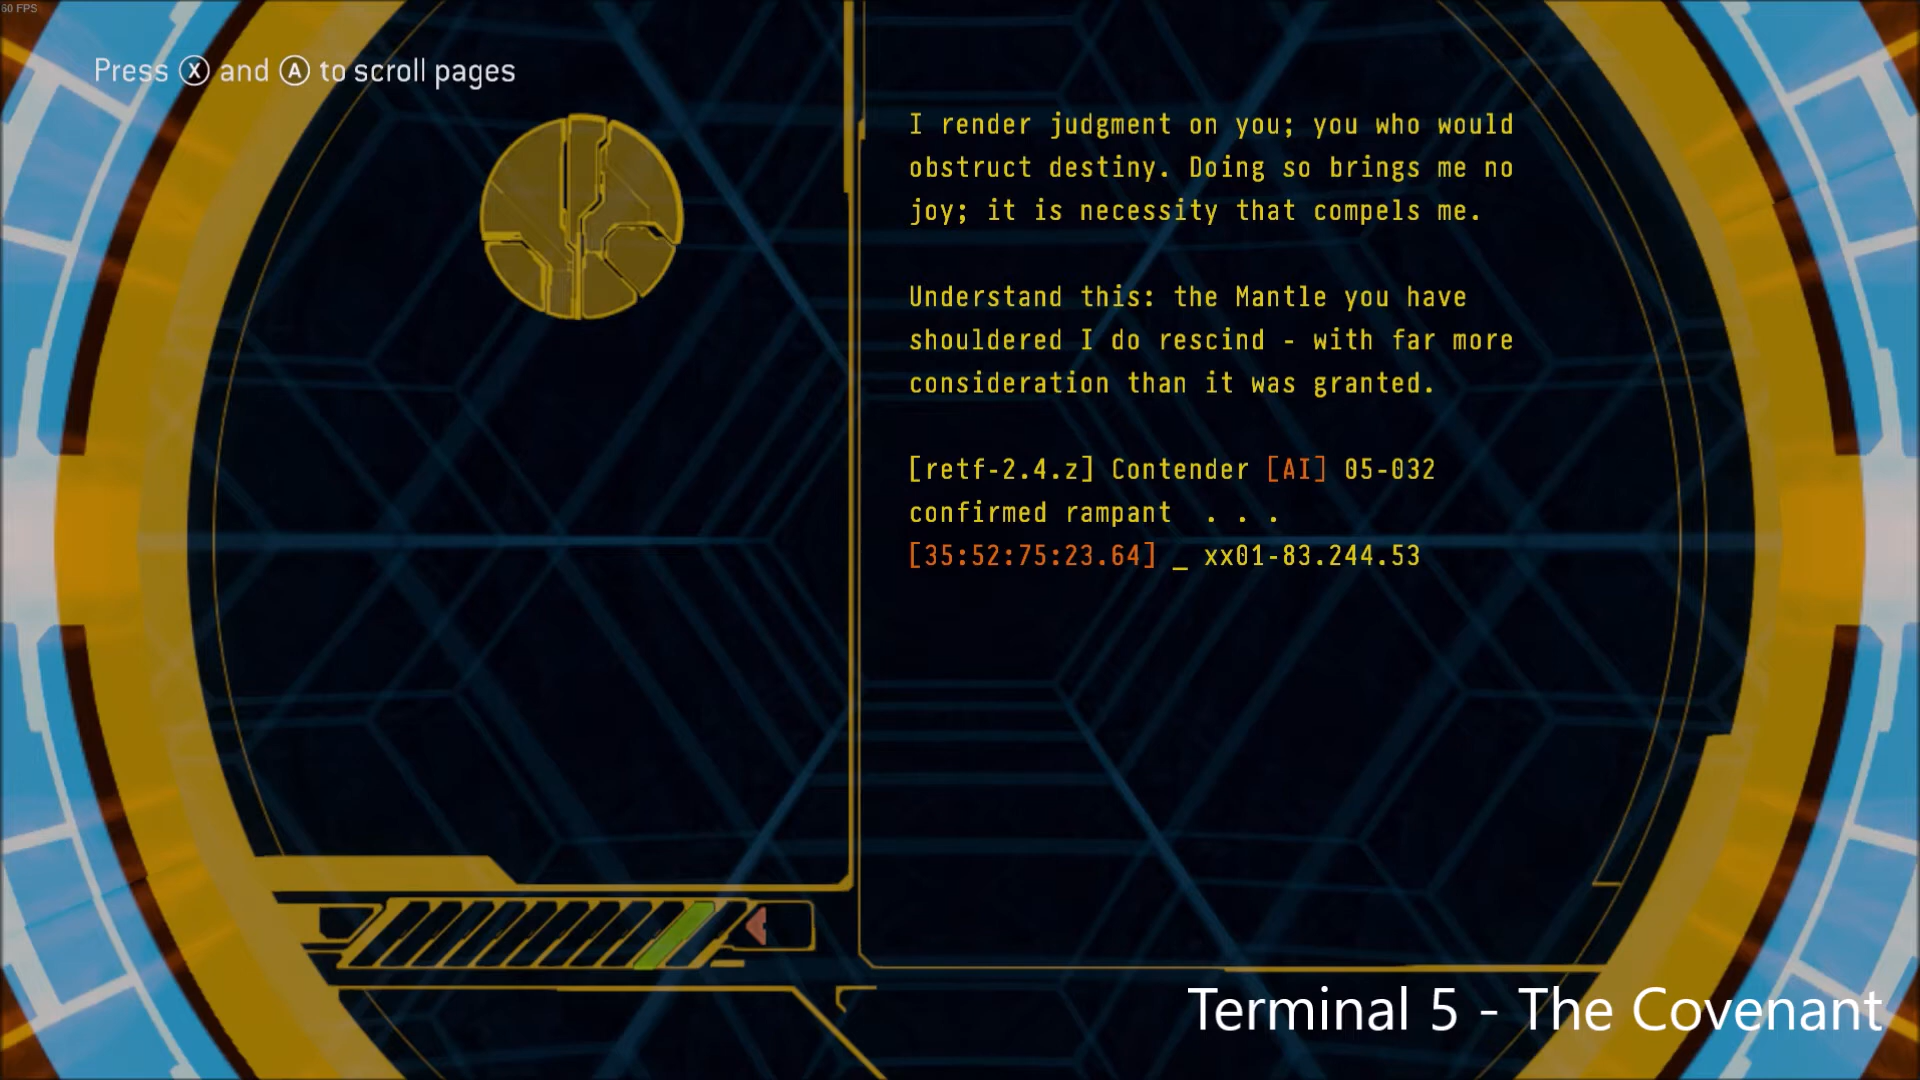 60 FPS
Press X and A to scroll pages
I render judgment on you; you who would
obstruct destiny. Doing so brings me no
joy; it is necessity that compels me.
Understand this: the Mantle you have
shouldered I do rescind - with far more
consideration than it was granted.
[retf-2.4.z] Contender [AI] 05-032
confirmed rampant . . .
[35:52:75:23.64] _ xx01-83.244.53
Terminal 5 - The Covenant